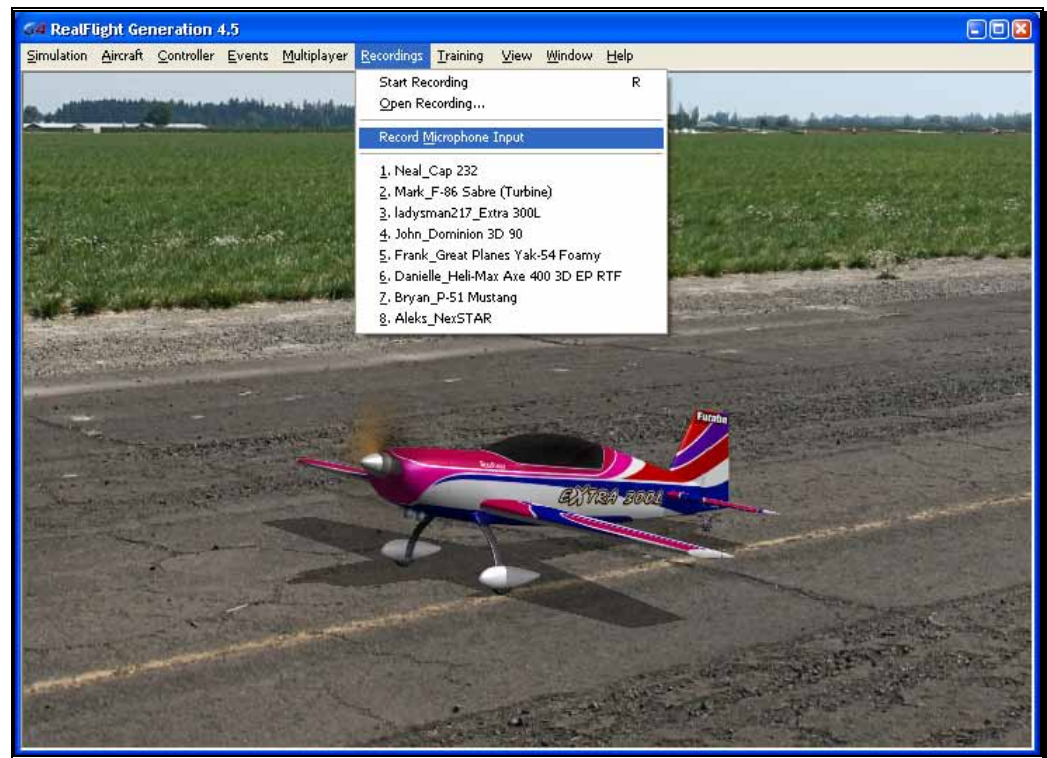 G4 RealFlight Generation 4.5
Simulation Aircraft Controller Events Multiplayer Recordings Training View Window Help
Start Recording R
Open Recording...
Record Microphone Input
1. Neal_Cap 232
2. Mark_F-86 Sabre (Turbine)
3. ladysman217_Extra 300L
4. John_Dominion 3D 90
5. Frank_Great Planes Yak-54 Foamy
6. Danielle_Heli-Max Axe 400 3D EP RTF
7. Bryan_P-51 Mustang
8. Aleks_NexSTAR
Futaba
EXTRA 300L